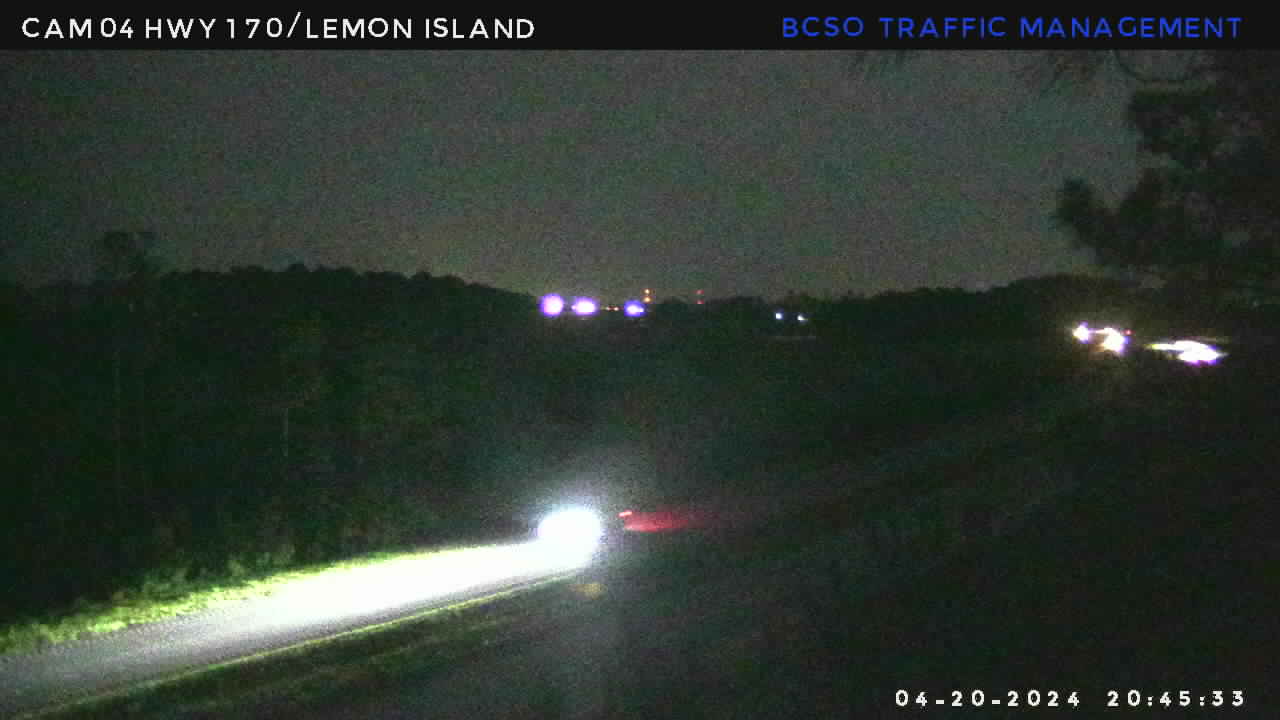 CAM 04 HWY 170/LEMON ISLAND
BCSO TRAFFIC MANAGEMENT
04-20-2024 20:45:33